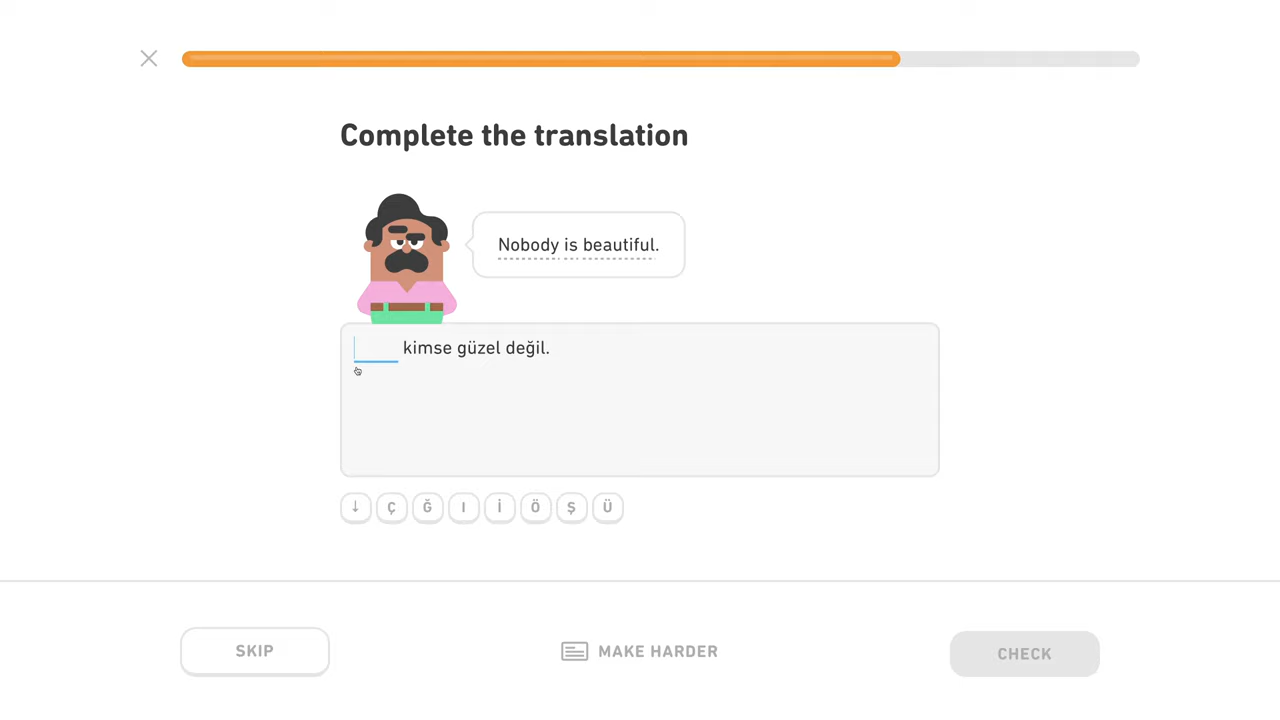 Complete the translation
Nobody is beautiful.
kimse güzel değil.
↓ Ç Ğ I İ Ö Ş Ü
SKIP
MAKE HARDER
CHECK